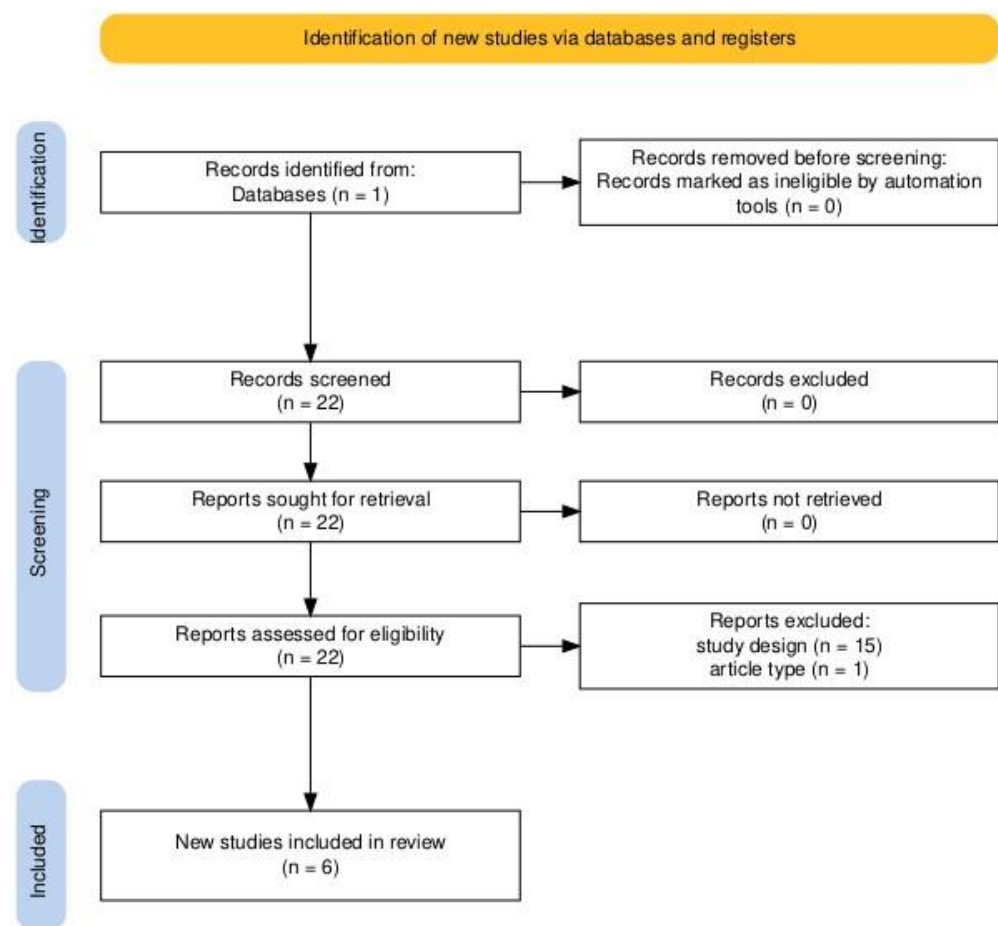 Identification of new studies via databases and registers
Identification
Records identified from:
Databases (n = 1)
Records removed before screening:
Records marked as ineligible by automation
tools (n = 0)
Screening
Records screened
(n = 22)
Records excluded
(n = 0)
Reports sought for retrieval
(n = 22)
Reports not retrieved
(n = 0)
Reports assessed for eligibility
(n = 22)
Reports excluded:
study design (n = 15)
article type (n = 1)
Included
New studies included in review
(n = 6)